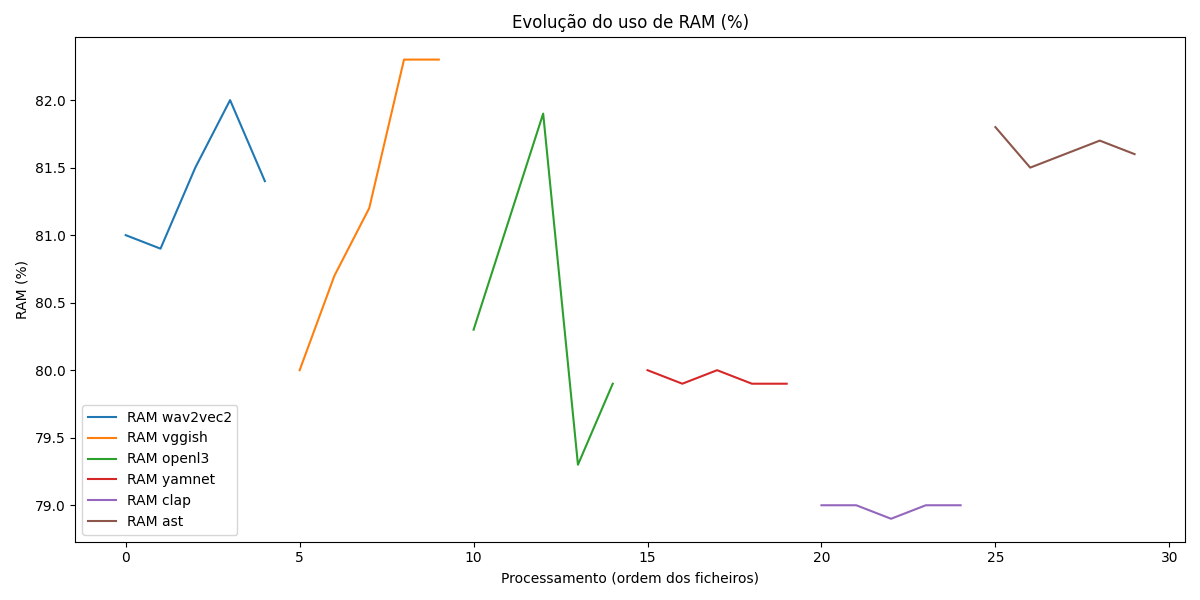 Evolução do uso de RAM (%)
RAM (%)
82.0
81.5
81.0
80.5
80.0
79.5
79.0
RAM wav2vec2
RAM vggish
RAM openl3
RAM yamnet
RAM clap
RAM ast
0 5 10 15 20 25 30
Processamento (ordem dos ficheiros)